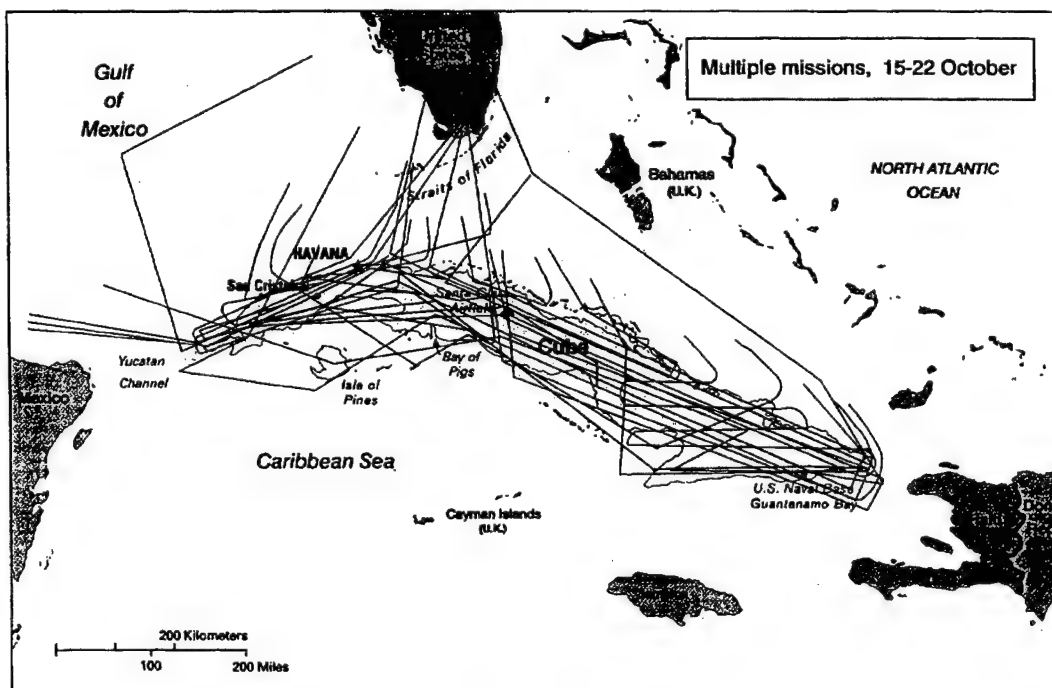 Gulf
of
Mexico
United
Multiple missions, 15-22 October
Straits of Florida
Bahamas
(U.K.)
NORTH ATLANTIC
OCEAN
HAVANA
San
Yucatan
Channel
Mexico
Isle of
Pines
Bay of
Pigs
Cuba
Caribbean Sea
Cayman Islands
(U.K.)
U.S. Naval Base
Guantanamo Bay
200 Kilometers
100
200 Miles